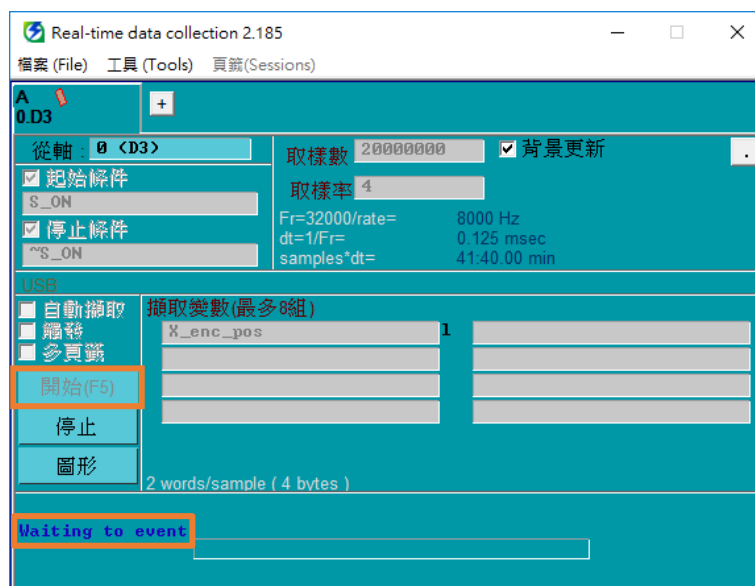 Real-time data collection 2.185
檔案 (File) 工具 (Tools) 頁籤(Sessions)
A
0.D3
+
從軸 : 0 (D3)
取樣數 20000000
背景更新
.
起始條件
取樣率 4
S_ON
停止條件
~S_ON
Fr=32000/rate= 8000 Hz
dt=1/Fr= 0.125 msec
samples*dt= 41:40.00 min
USB
自動擷取
觸發
多頁籤
擷取變數(最多8組)
X_enc_pos 1
開始(F5)
停止
圖形
2 words/sample ( 4 bytes )
Waiting to event